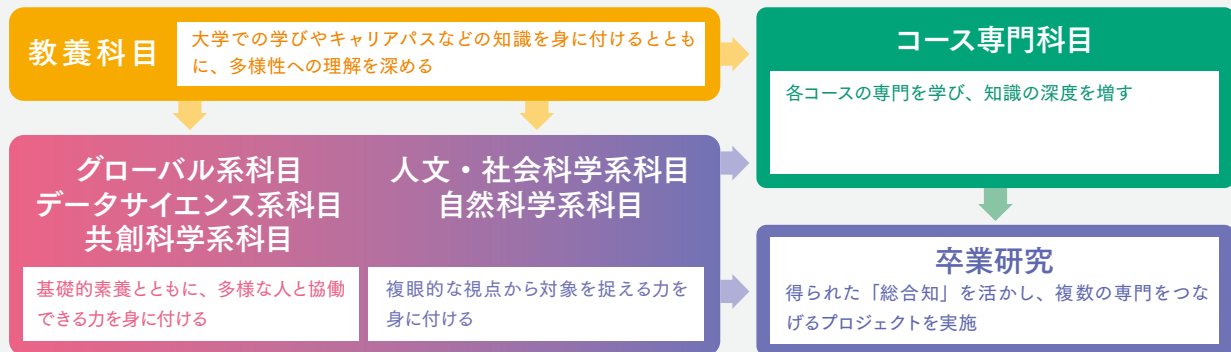 教養科目
大学での学びやキャリアパスなどの知識を身に付けるととも
に、多様性への理解を深める
グローバル系科目
データサイエンス系科目
共創科学系科目
基礎的素養とともに、多様な人と協働
できる力を身に付ける
人文・社会科学系科目
自然科学系科目
複眼的な視点から対象を捉える力を
身に付ける
コース専門科目
各コースの専門を学び、知識の深度を増す
卒業研究
得られた「総合知」を活かし、複数の専門をつな
げるプロジェクトを実施